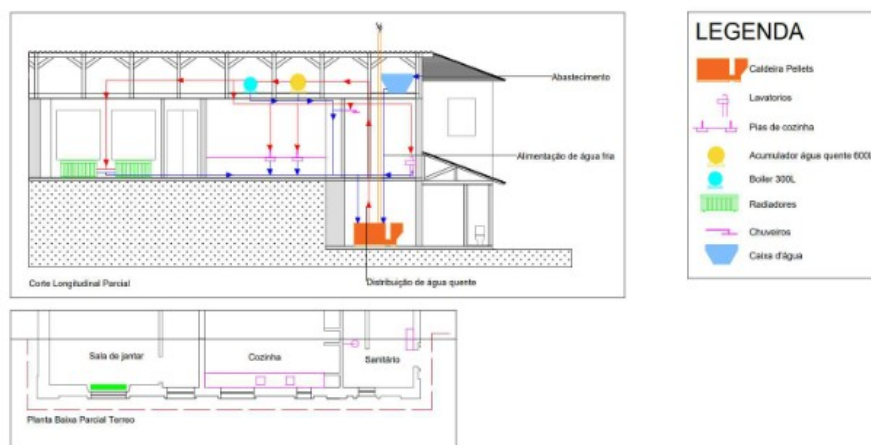 Abastecimento
Alimentação de água fria
Corte Longitudinal Parcial
Distribuição de água quente
Sala de jantar
Cozinha
Sanitário
Planta Baixa Parcial Terreo
LEGENDA
Caldeira Pellets
Lavatorios
Pias de cozinha
Acumulador água quente 600L
Boiler 300L
Radiadores
Chuveiros
Caixa d'água